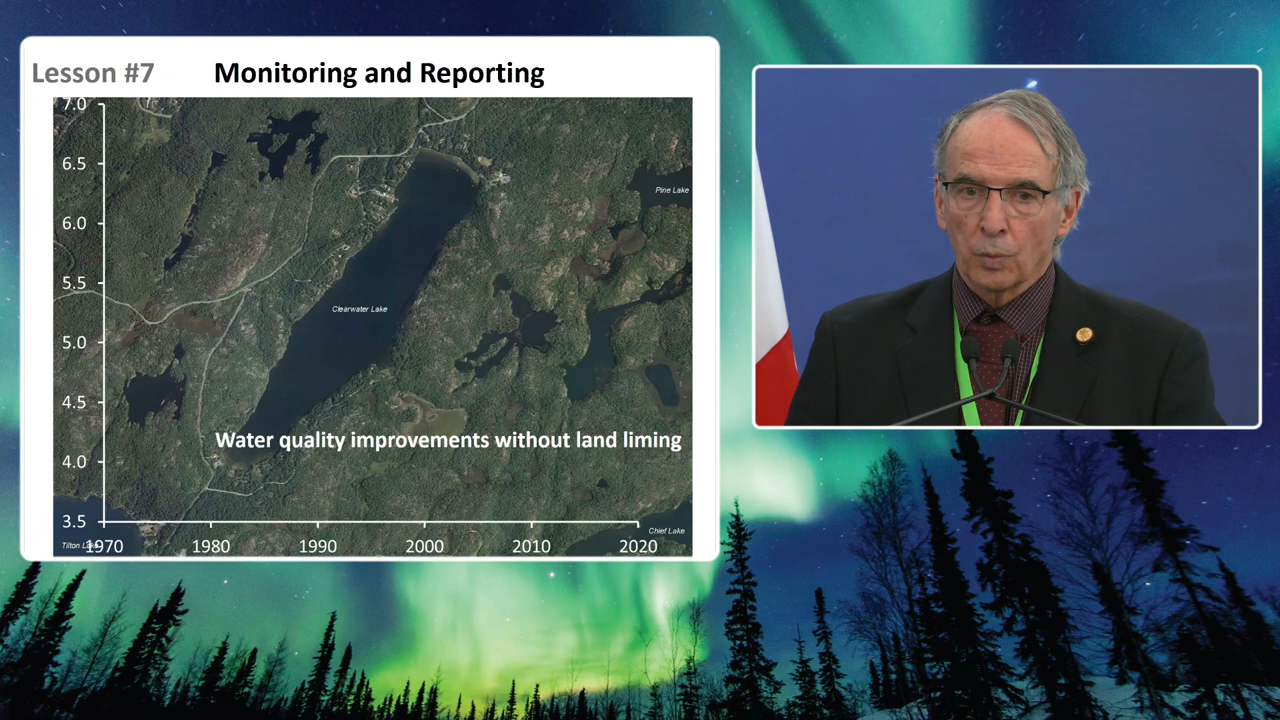 Lesson #7
Monitoring and Reporting
7.0
6.5
Pine Lake
6.0
5.5
Clearwater Lake
5.0
4.5
Water quality improvements without land liming
4.0
3.5
Chief Lake
Tilton Lake
1970 1980 1990 2000 2010 2020